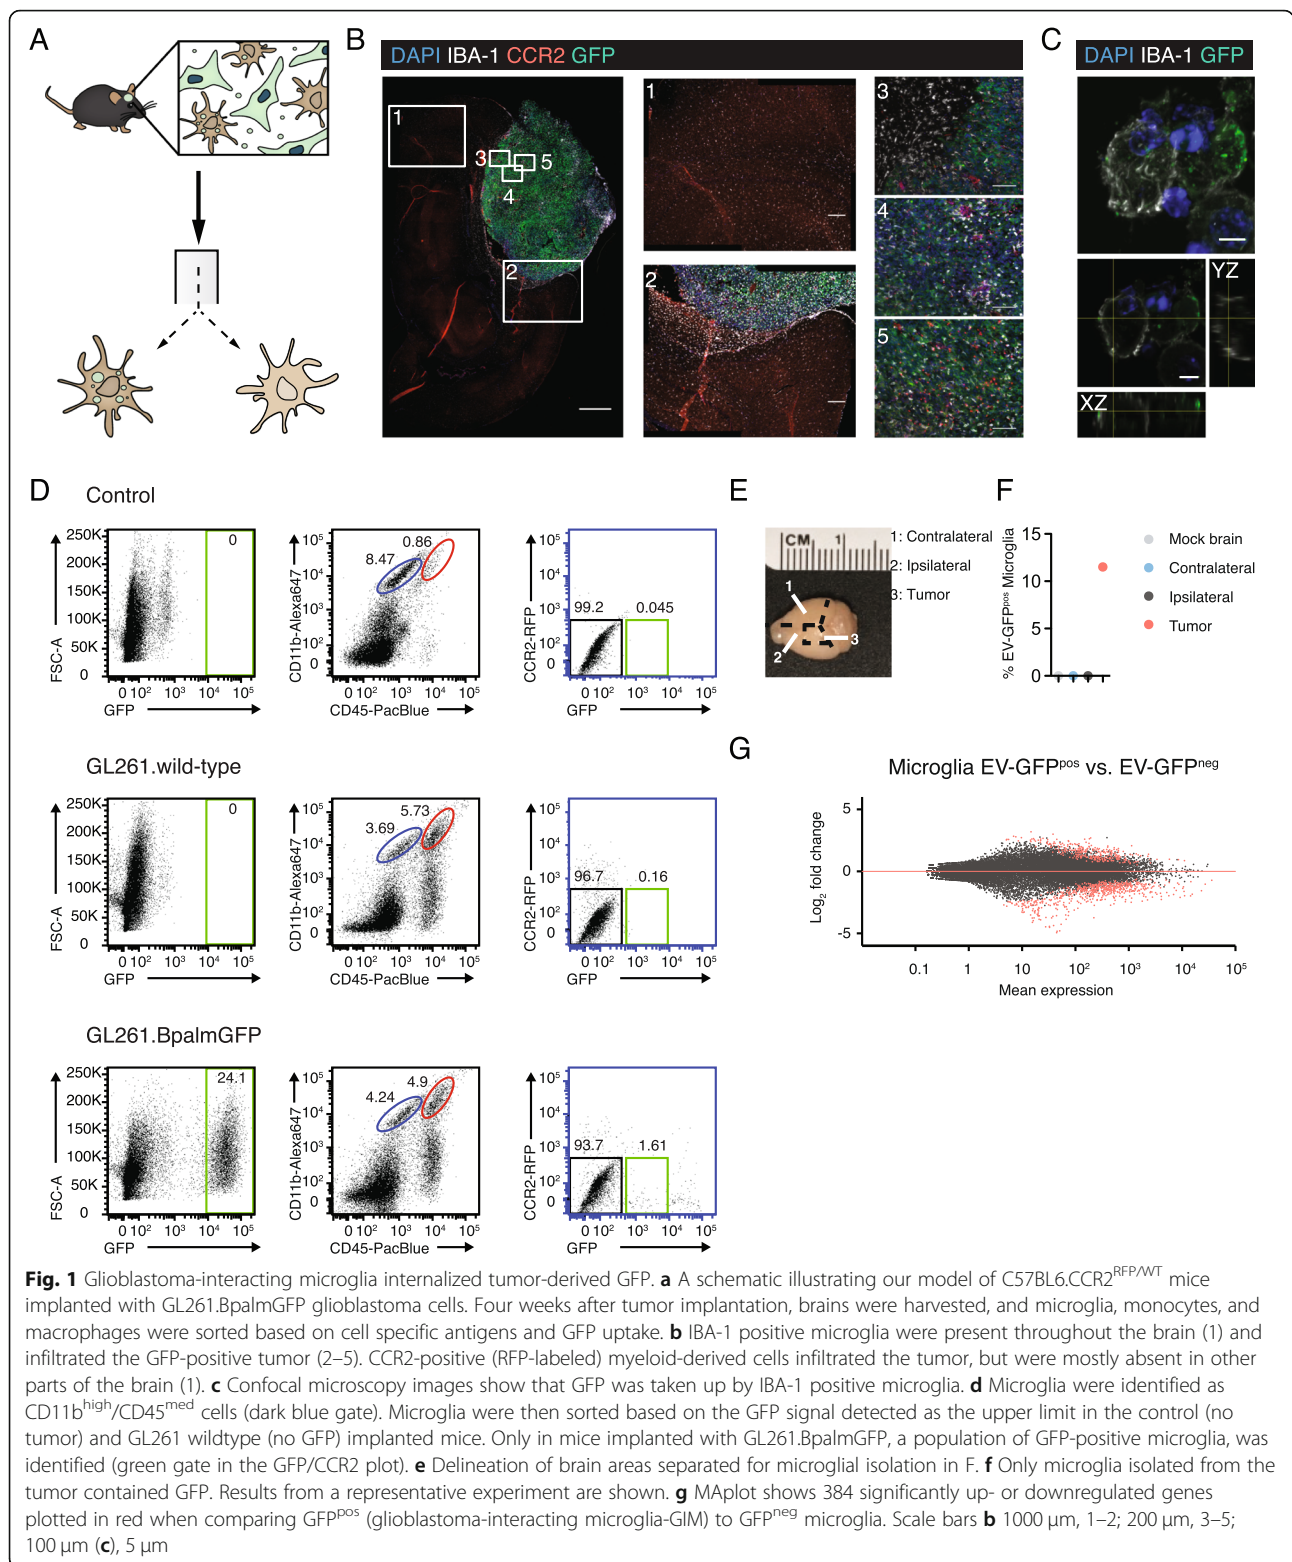 A
B
C
DAPI IBA-1 CCR2 GFP
DAPI IBA-1 GFP
1
3
5
4
2
1
2
3
4
5
YZ
XZ
D
Control
250K
200K
150K
100K
50K
0
FSC-A
0
0 10² 10³ 10⁴ 10⁵
GFP
10⁵
10⁴
10³
10²
0
CD11b-Alexa647
8.47
0.86
0 10² 10³ 10⁴ 10⁵
CD45-PacBlue
10⁵
10⁴
10³
10²
0
CCR2-RFP
99.2
0.045
0 10² 10³ 10⁴ 10⁵
GFP
GL261.wild-type
250K
200K
150K
100K
50K
0
FSC-A
0
0 10² 10³ 10⁴ 10⁵
GFP
10⁵
10⁴
10³
10²
0
CD11b-Alexa647
3.69
5.73
0 10² 10³ 10⁴ 10⁵
CD45-PacBlue
10⁵
10⁴
10³
10²
0
CCR2-RFP
96.7
0.16
0 10² 10³ 10⁴ 10⁵
GFP
GL261.BpalmGFP
250K
200K
150K
100K
50K
0
FSC-A
24.1
0 10² 10³ 10⁴ 10⁵
GFP
10⁵
10⁴
10³
10²
0
CD11b-Alexa647
4.24
4.9
0 10² 10³ 10⁴ 10⁵
CD45-PacBlue
10⁵
10⁴
10³
10²
0
CCR2-RFP
93.7
1.61
0 10² 10³ 10⁴ 10⁵
GFP
E
CM 1
1
2
3
1: Contralateral
2: Ipsilateral
3: Tumor
F
% EV-GFPᵖᵒˢ Microglia
15
10
5
0
Mock brain
Contralateral
Ipsilateral
Tumor
G
Microglia EV-GFPᵖᵒˢ vs. EV-GFPⁿᵉᵍ
Log₂ fold change
5
0
-5
0.1 1 10 10² 10³ 10⁴ 10⁵
Mean expression
Fig. 1 Glioblastoma-interacting microglia internalized tumor-derived GFP. a A schematic illustrating our model of C57BL6.CCR2ᴿᶠᴾ/ᵂᵀ mice
implanted with GL261.BpalmGFP glioblastoma cells. Four weeks after tumor implantation, brains were harvested, and microglia, monocytes, and
macrophages were sorted based on cell specific antigens and GFP uptake. b IBA-1 positive microglia were present throughout the brain (1) and
infiltrated the GFP-positive tumor (2–5). CCR2-positive (RFP-labeled) myeloid-derived cells infiltrated the tumor, but were mostly absent in other
parts of the brain (1). c Confocal microscopy images show that GFP was taken up by IBA-1 positive microglia. d Microglia were identified as
CD11bʰⁱᵍʰ/CD45ᵐᵉᵈ cells (dark blue gate). Microglia were then sorted based on the GFP signal detected as the upper limit in the control (no
tumor) and GL261 wildtype (no GFP) implanted mice. Only in mice implanted with GL261.BpalmGFP, a population of GFP-positive microglia, was
identified (green gate in the GFP/CCR2 plot). e Delineation of brain areas separated for microglial isolation in F. f Only microglia isolated from the
tumor contained GFP. Results from a representative experiment are shown. g MAplot shows 384 significantly up- or downregulated genes
plotted in red when comparing GFPᵖᵒˢ (glioblastoma-interacting microglia-GIM) to GFPⁿᵉᵍ microglia. Scale bars b 1000 μm, 1–2; 200 μm, 3–5;
100 μm (c), 5 μm